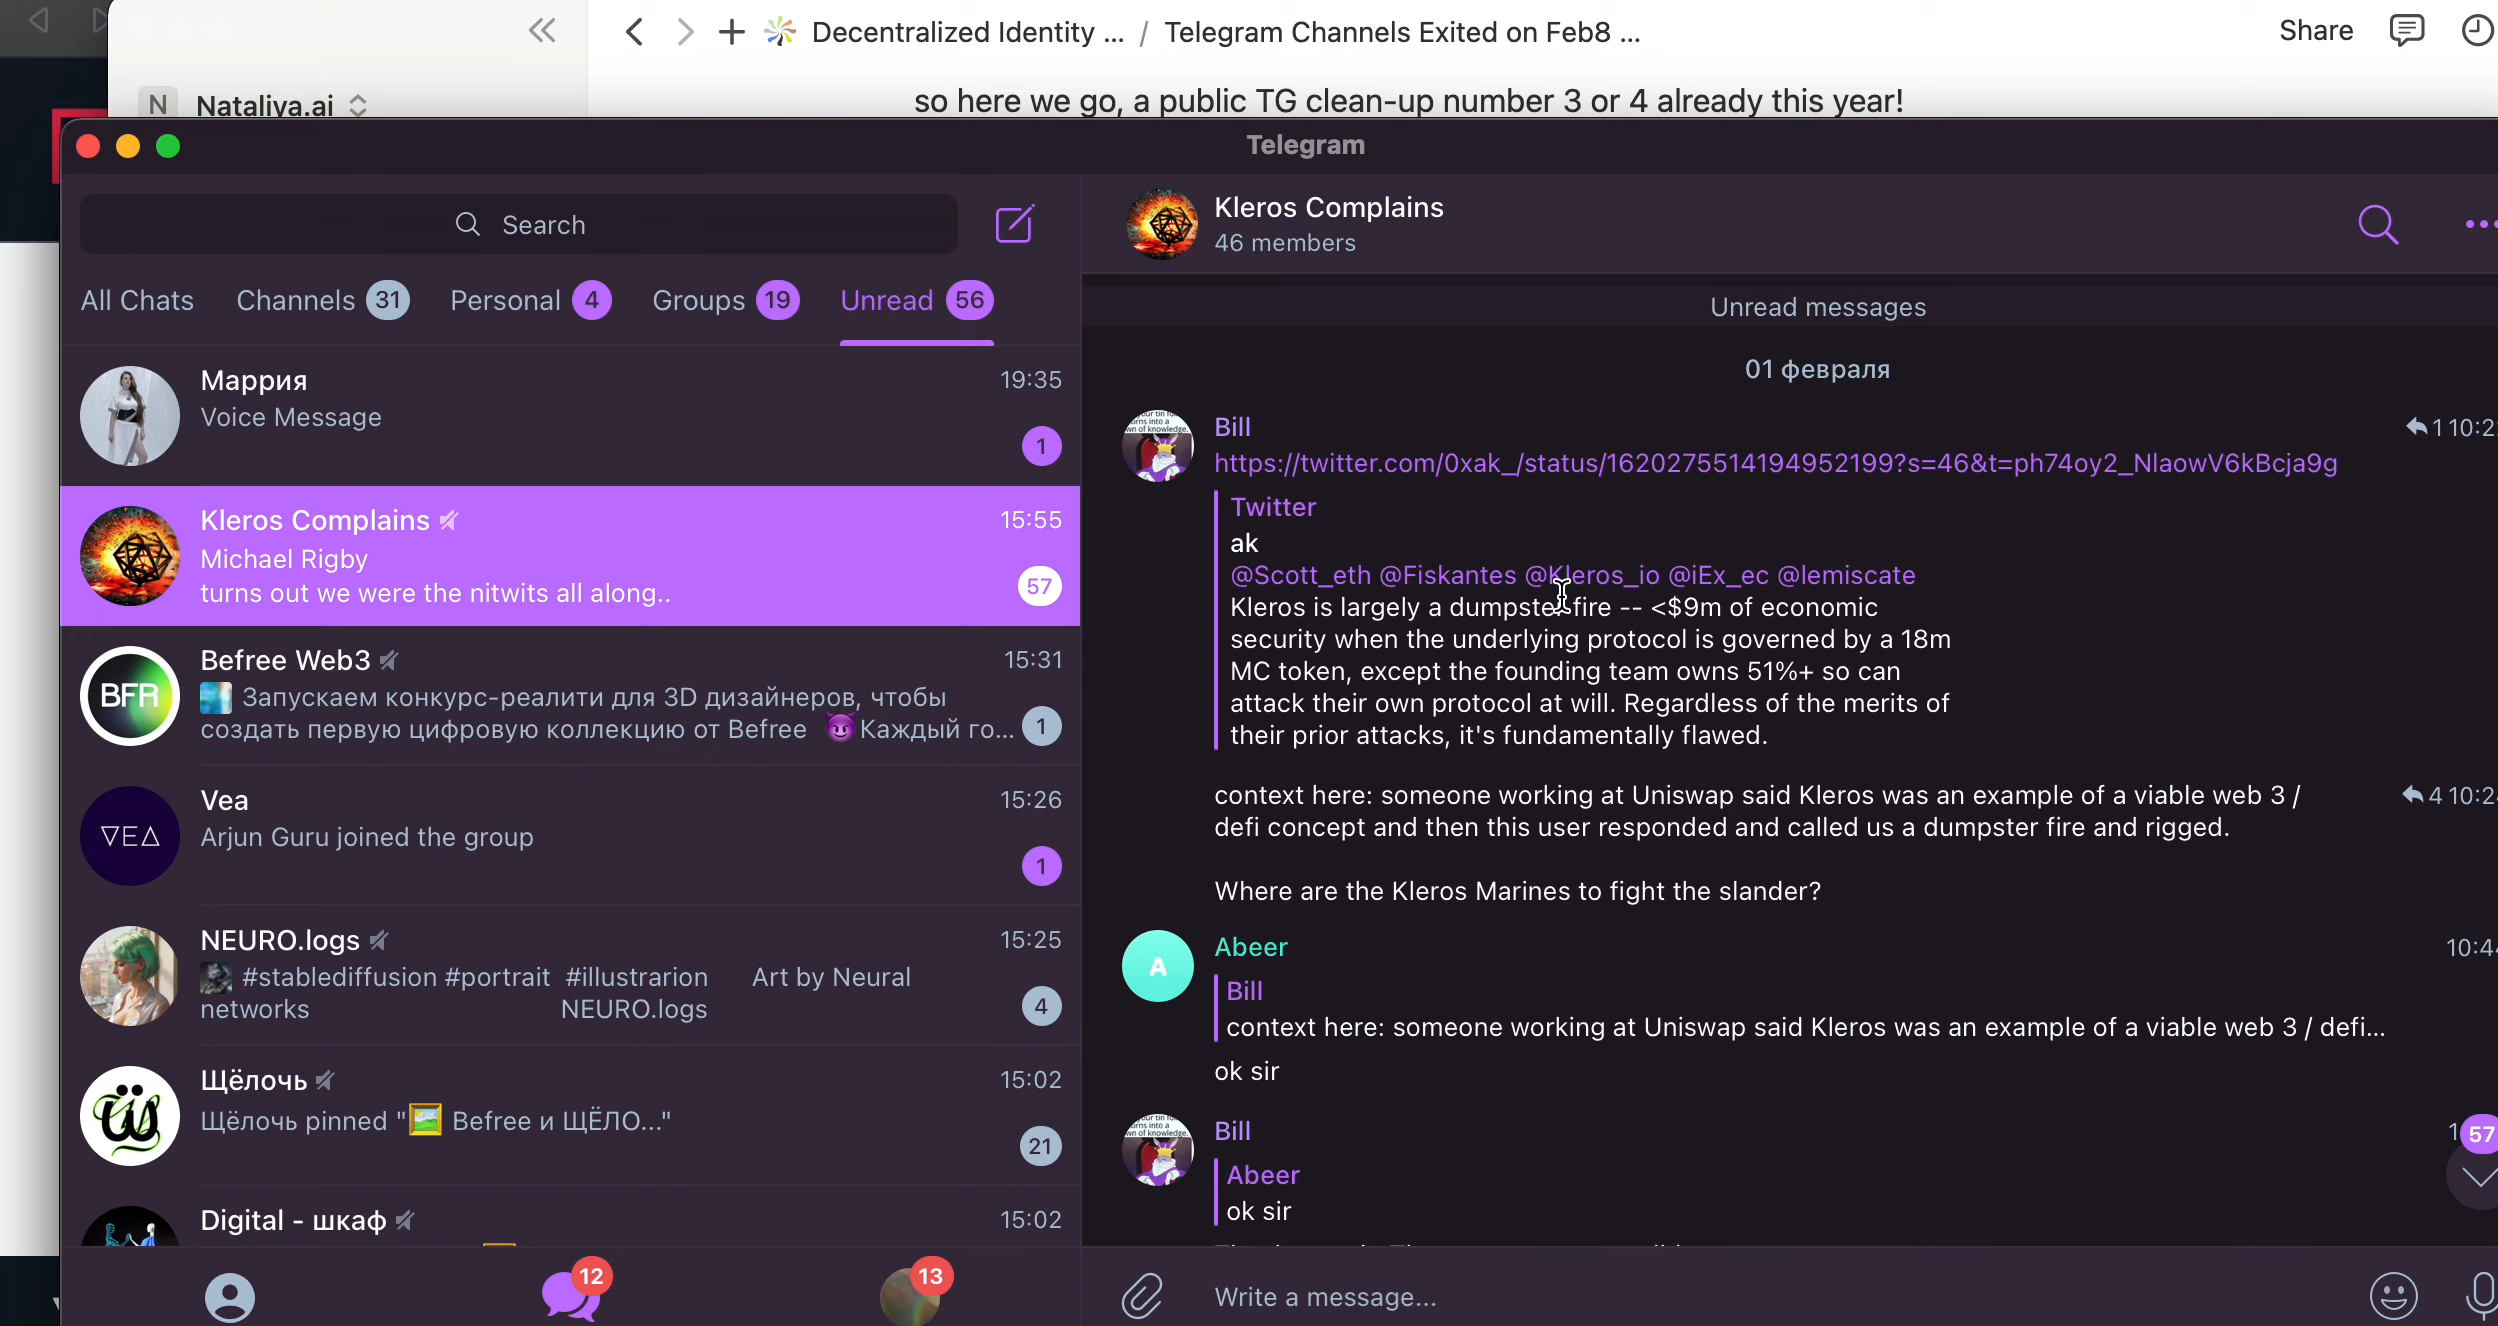 Decentralized Identity ... / Telegram Channels Exited on Feb8 ...
Share
N Nataliya.ai
so here we go, a public TG clean-up number 3 or 4 already this year!
Telegram
Search
All Chats Channels 31 Personal 4 Groups 19 Unread 56
Маррия 19:35
Voice Message
1
Kleros Complains 15:55
Michael Rigby
turns out we were the nitwits all along..
57
BFR
Befree Web3 15:31
Запускаем конкурс-реалити для 3D дизайнеров, чтобы
создать первую цифровую коллекцию от Befree 😈 Каждый го...
1
VEA
Vea 15:26
Arjun Guru joined the group
1
NEURO.logs 15:25
#stablediffusion #portrait #illustrarion Art by Neural
networks NEURO.logs
4
Щёлочь 15:02
Щёлочь pinned "🖼 Befree и ЩЁЛО..."
21
Digital - шкаф 15:02
12
13
Kleros Complains
46 members
Unread messages
01 февраля
Bill
1 10:2
https://twitter.com/0xak_/status/1620275514194952199?s=46&t=ph74oy2_NlaowV6kBcja9g
Twitter
ak
@Scott_eth @Fiskantes @Kleros_io @iEx_ec @lemiscate
Kleros is largely a dumpster fire -- <$9m of economic
security when the underlying protocol is governed by a 18m
MC token, except the founding team owns 51%+ so can
attack their own protocol at will. Regardless of the merits of
their prior attacks, it's fundamentally flawed.
context here: someone working at Uniswap said Kleros was an example of a viable web 3 /
4 10:2
defi concept and then this user responded and called us a dumpster fire and rigged.
Where are the Kleros Marines to fight the slander?
A
Abeer
10:44
Bill
context here: someone working at Uniswap said Kleros was an example of a viable web 3 / defi...
ok sir
Bill
57
Abeer
ok sir
Write a message...